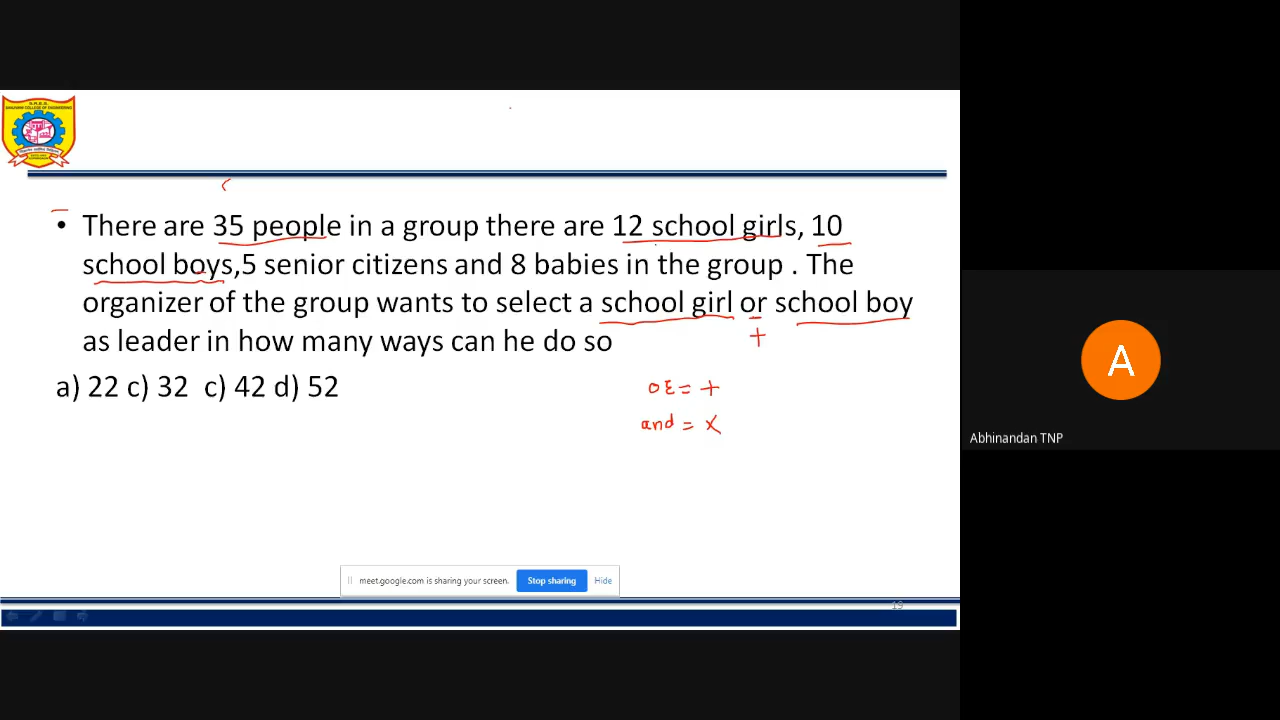 • There are 35 people in a group there are 12 school girls, 10
school boys,5 senior citizens and 8 babies in the group . The
organizer of the group wants to select a school girl or school boy
as leader in how many ways can he do so
+
a) 22 c) 32 c) 42 d) 52
OR = +
and = x
meet.google.com is sharing your screen. Stop sharing Hide
19
A
Abhinandan TNP